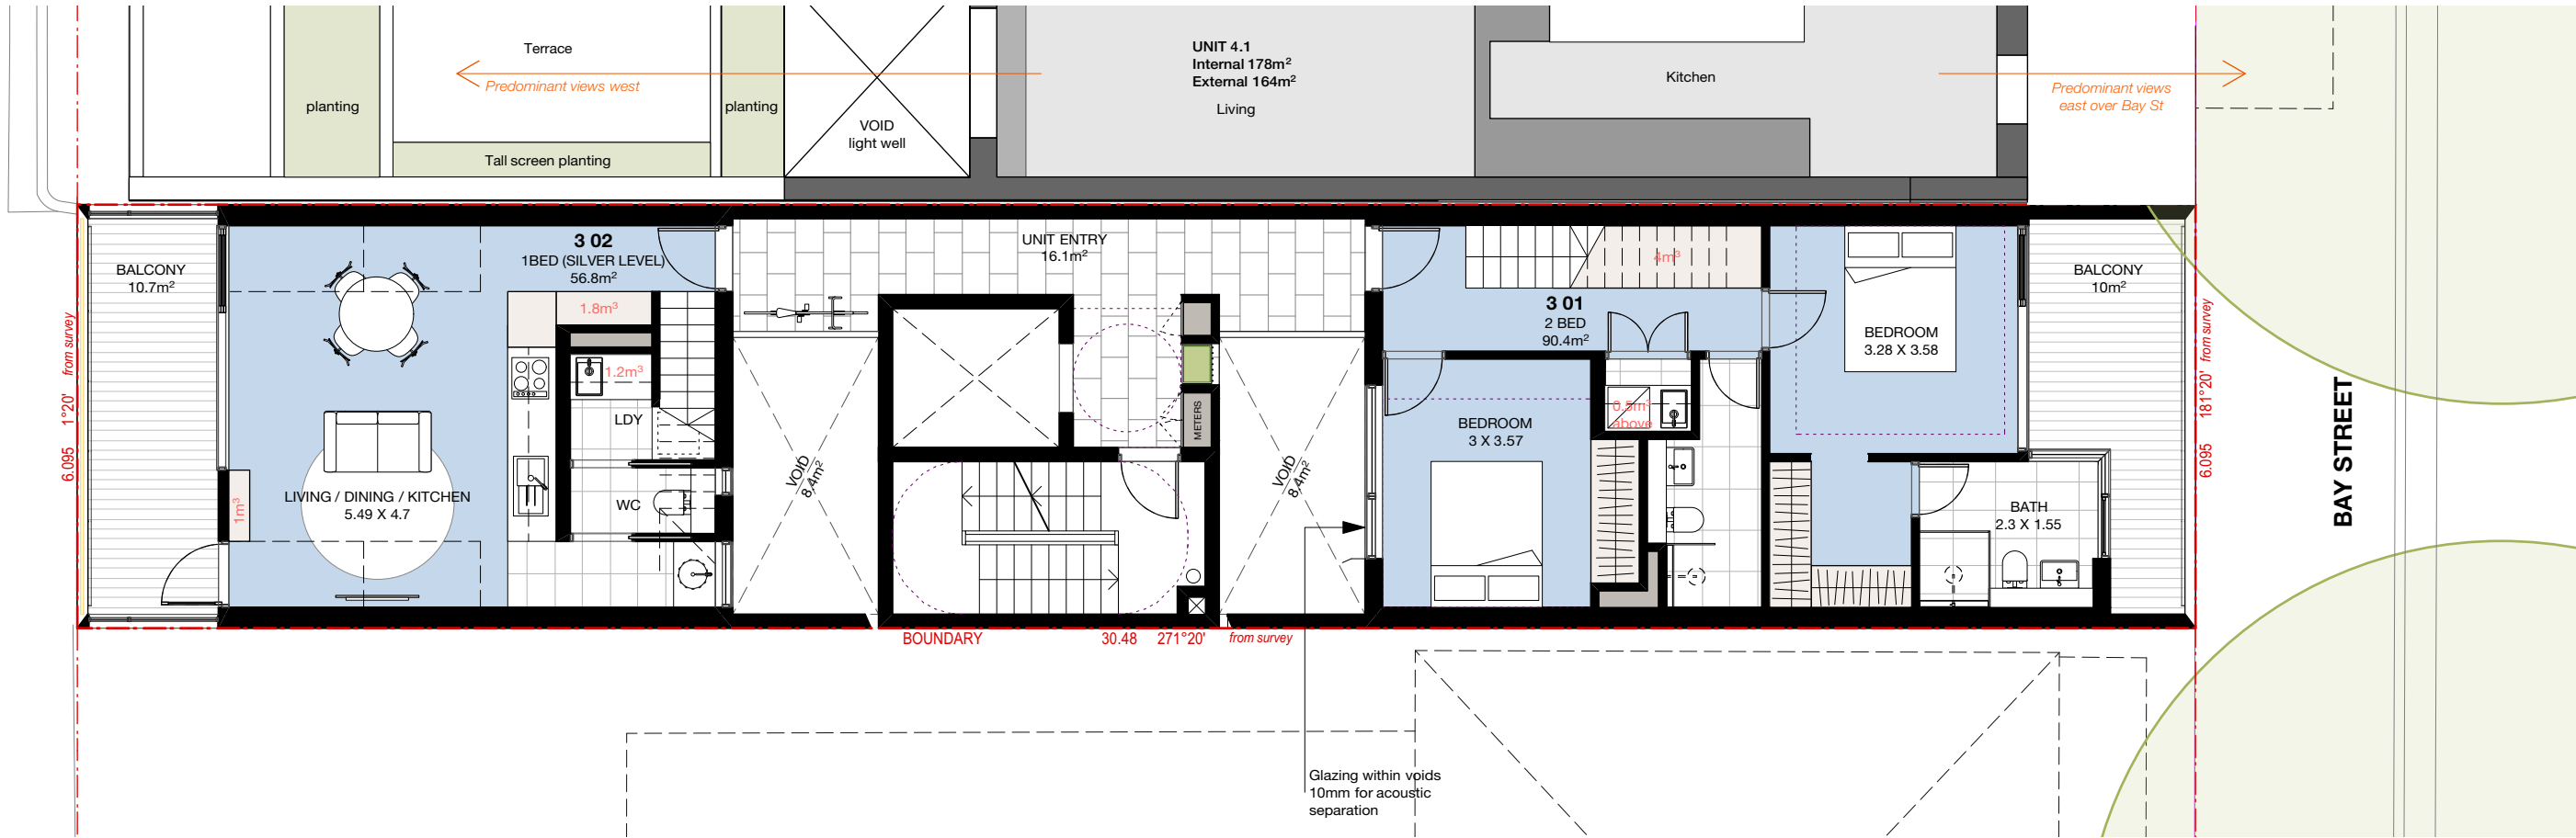 Terrace
Predominant views west
planting
planting
Tall screen planting
VOID
light well
UNIT 4.1
Internal 178m²
External 164m²
Living
Kitchen
Predominant views
east over Bay St
BALCONY
10.7m²
3 02
1BED (SILVER LEVEL)
56.8m²
1.8m³
1.2m³
LDY
WC
LIVING / DINING / KITCHEN
5.49 X 4.7
1m³
6.095 1°20' from survey
UNIT ENTRY
16.1m²
VOID
8.4m²
METERS
VOID
8.4m²
4m³
3 01
2 BED
90.4m²
BEDROOM
3 X 3.57
0.5m³
above
BEDROOM
3.28 X 3.58
BATH
2.3 X 1.55
BALCONY
10m²
6.095 181°20' from survey
BAY STREET
BOUNDARY 30.48 271°20' from survey
Glazing within voids
10mm for acoustic
separation